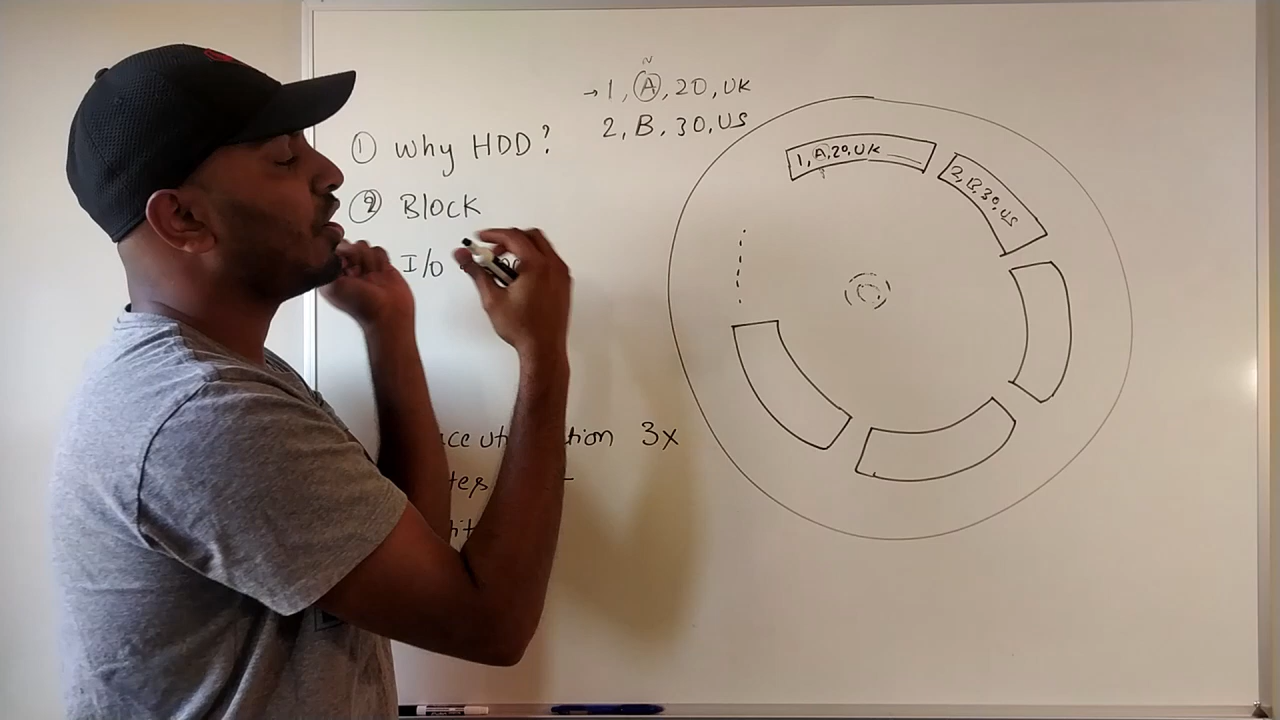 →1, A, 20, UK
2, B, 30, US
① Why HDD?
② Block
I/O
3x
1, A, 20, UK
2, B, 30, US